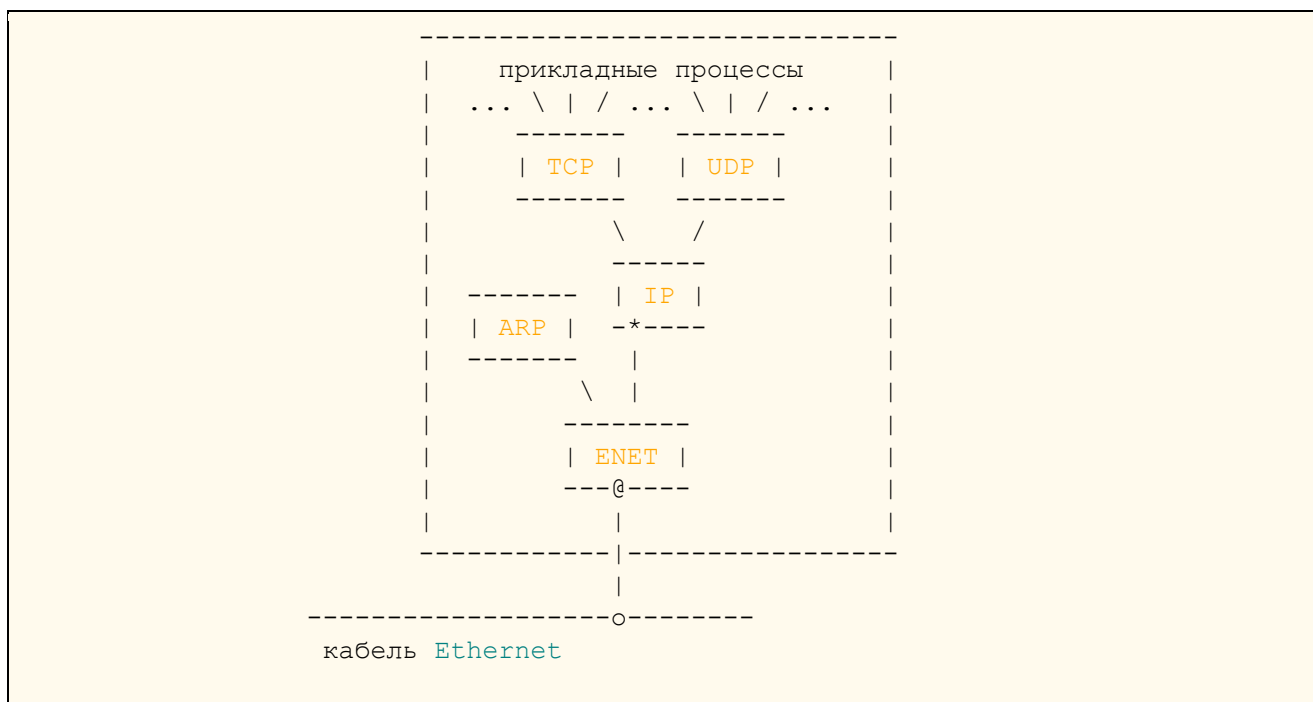 ------------------------------
|    прикладные процессы     |
|  ... \ | / ... \ | / ...   |
|     -------   -------      |
|     | TCP |   | UDP |      |
|     -------   -------      |
|           \    /           |
|           ------           |
|  -------  | IP |           |
|  | ARP |  -*----           |
|  -------   |               |
|         \  |               |
|        --------            |
|        | ENET |            |
|        ---@----            |
|           |                |
------------|-----------------
|
-------------------o--------
кабель Ethernet